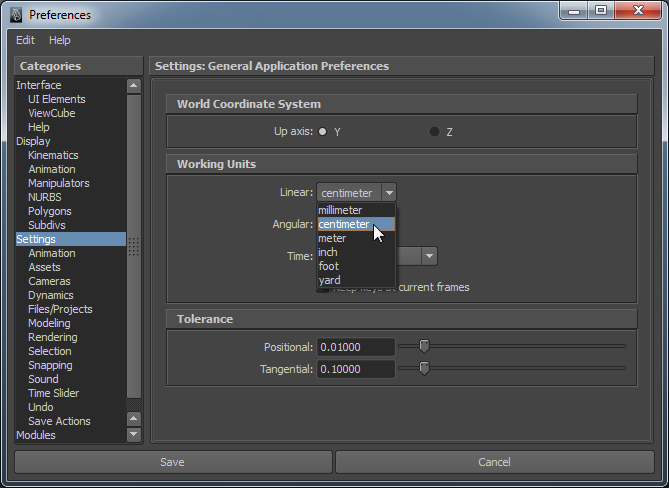 Preferences
Edit Help
Categories
Interface
UI Elements
ViewCube
Help
Display
Kinematics
Animation
Manipulators
NURBS
Polygons
Subdivs
Settings
Animation
Assets
Cameras
Dynamics
Files/Projects
Modeling
Rendering
Selection
Snapping
Sound
Time Slider
Undo
Save Actions
Modules
Settings: General Application Preferences
World Coordinate System
Up axis: Y Z
Working Units
Linear: centimeter
millimeter
centimeter
meter
inch
foot
yard
Angular:
Time:
Keep keys at current frames
Tolerance
Positional: 0.01000
Tangential: 0.10000
Save Cancel